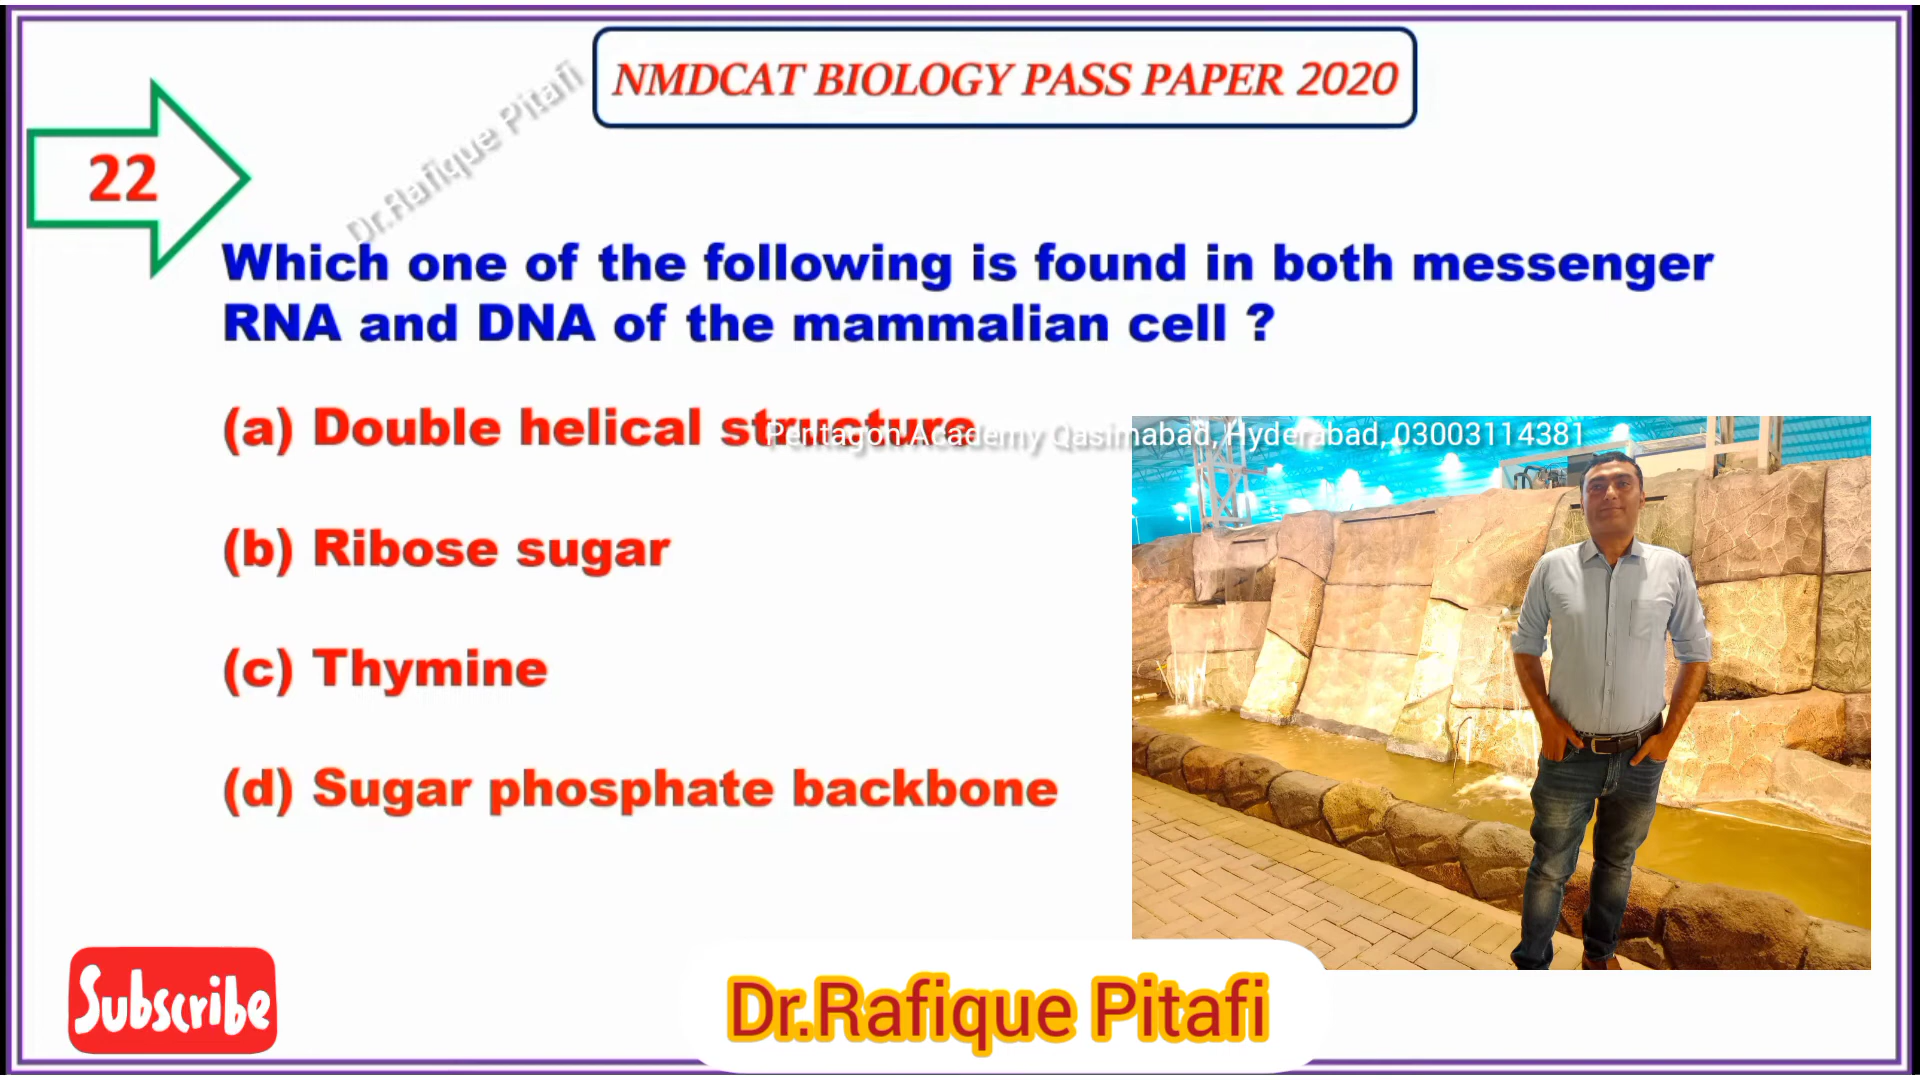 NMDCAT BIOLOGY PASS PAPER 2020
Dr.Rafique Pitafi
22
Which one of the following is found in both messenger
RNA and DNA of the mammalian cell ?
(a) Double helical structure
Pentagon Academy Qasimabad, Hyderabad, 03003114381
(b) Ribose sugar
(c) Thymine
(d) Sugar phosphate backbone
Subscribe
Dr.Rafique Pitafi